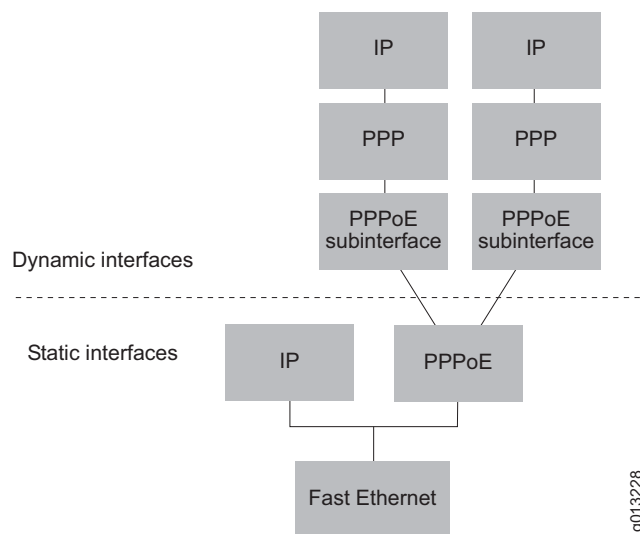 IP
IP
PPP
PPP
PPPoE
subinterface
PPPoE
subinterface
Dynamic interfaces
Static interfaces
IP
PPPoE
Fast Ethernet
g013228